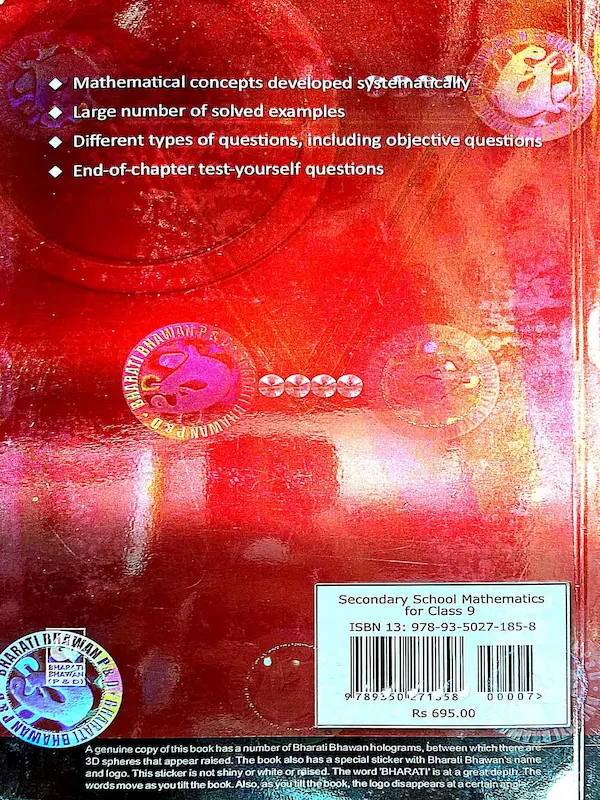 ◆ Mathematical concepts developed systematically
◆ Large number of solved examples
◆ Different types of questions, including objective questions
◆ End-of-chapter test-yourself questions
BHARATI BHAWAN P & D
BHARATI BHAWAN P & D
Secondary School Mathematics
for Class 9
ISBN 13: 978-93-5027-185-8
00007>
Rs 695.00
BHARATI BHAWAN P & D • BHARATI BHAWAN P & D
BHARATI
BHAWAN
(P & D)
A genuine copy of this book has a number of Bharati Bhawan holograms, between which there are
3D spheres that appear raised. The book also has a special sticker with Bharati Bhawan's name
and logo. This sticker is not shiny or white or raised. The word 'BHARATI' is at a great depth. The
words move as you tilt the book. Also, as you tilt the book, the logo disappears at a certain angle.